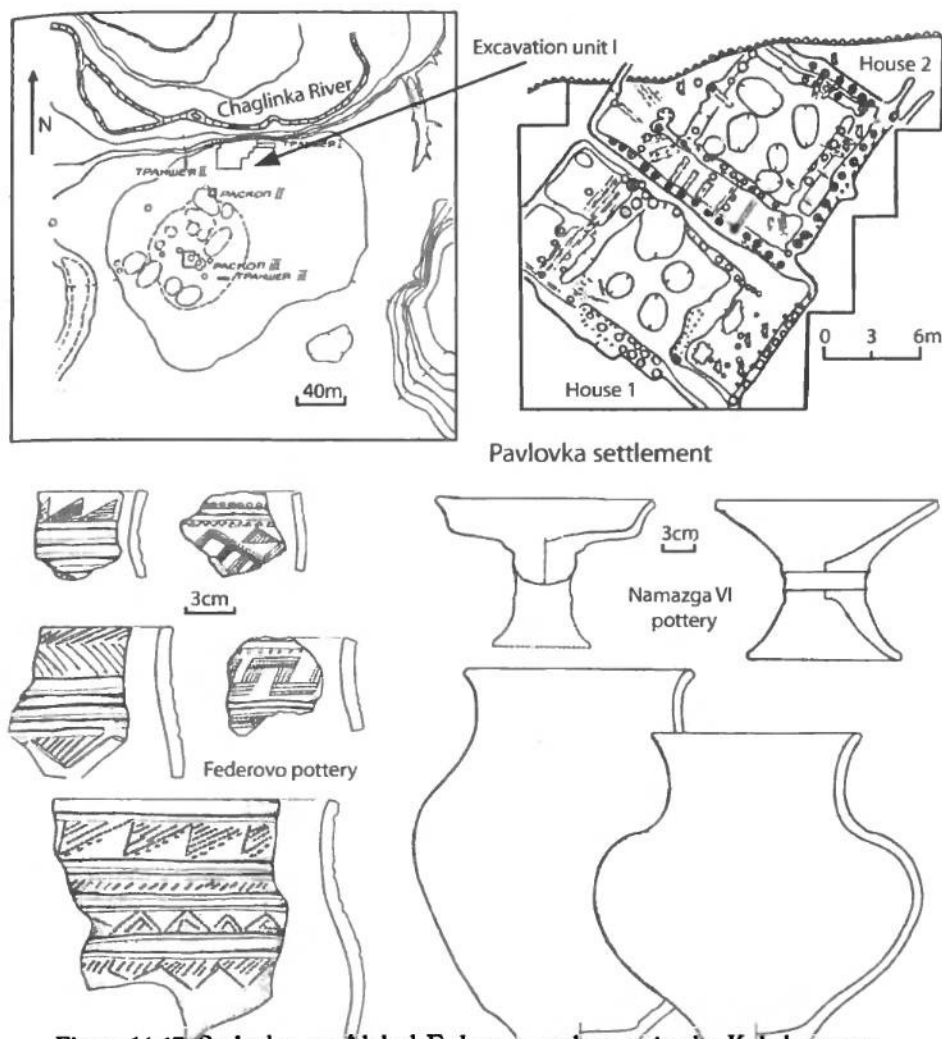 Excavation unit I
House 2
Chaglinka River
N
ТРАНШЕЯ I
ТРАНШЕЯ II
РАСКОП II
РАСКОП III
ТРАНШЕЯ III
40m
0 3 6m
House 1
Pavlovka settlement
3cm
3cm
Namazga VI
pottery
Federovo pottery